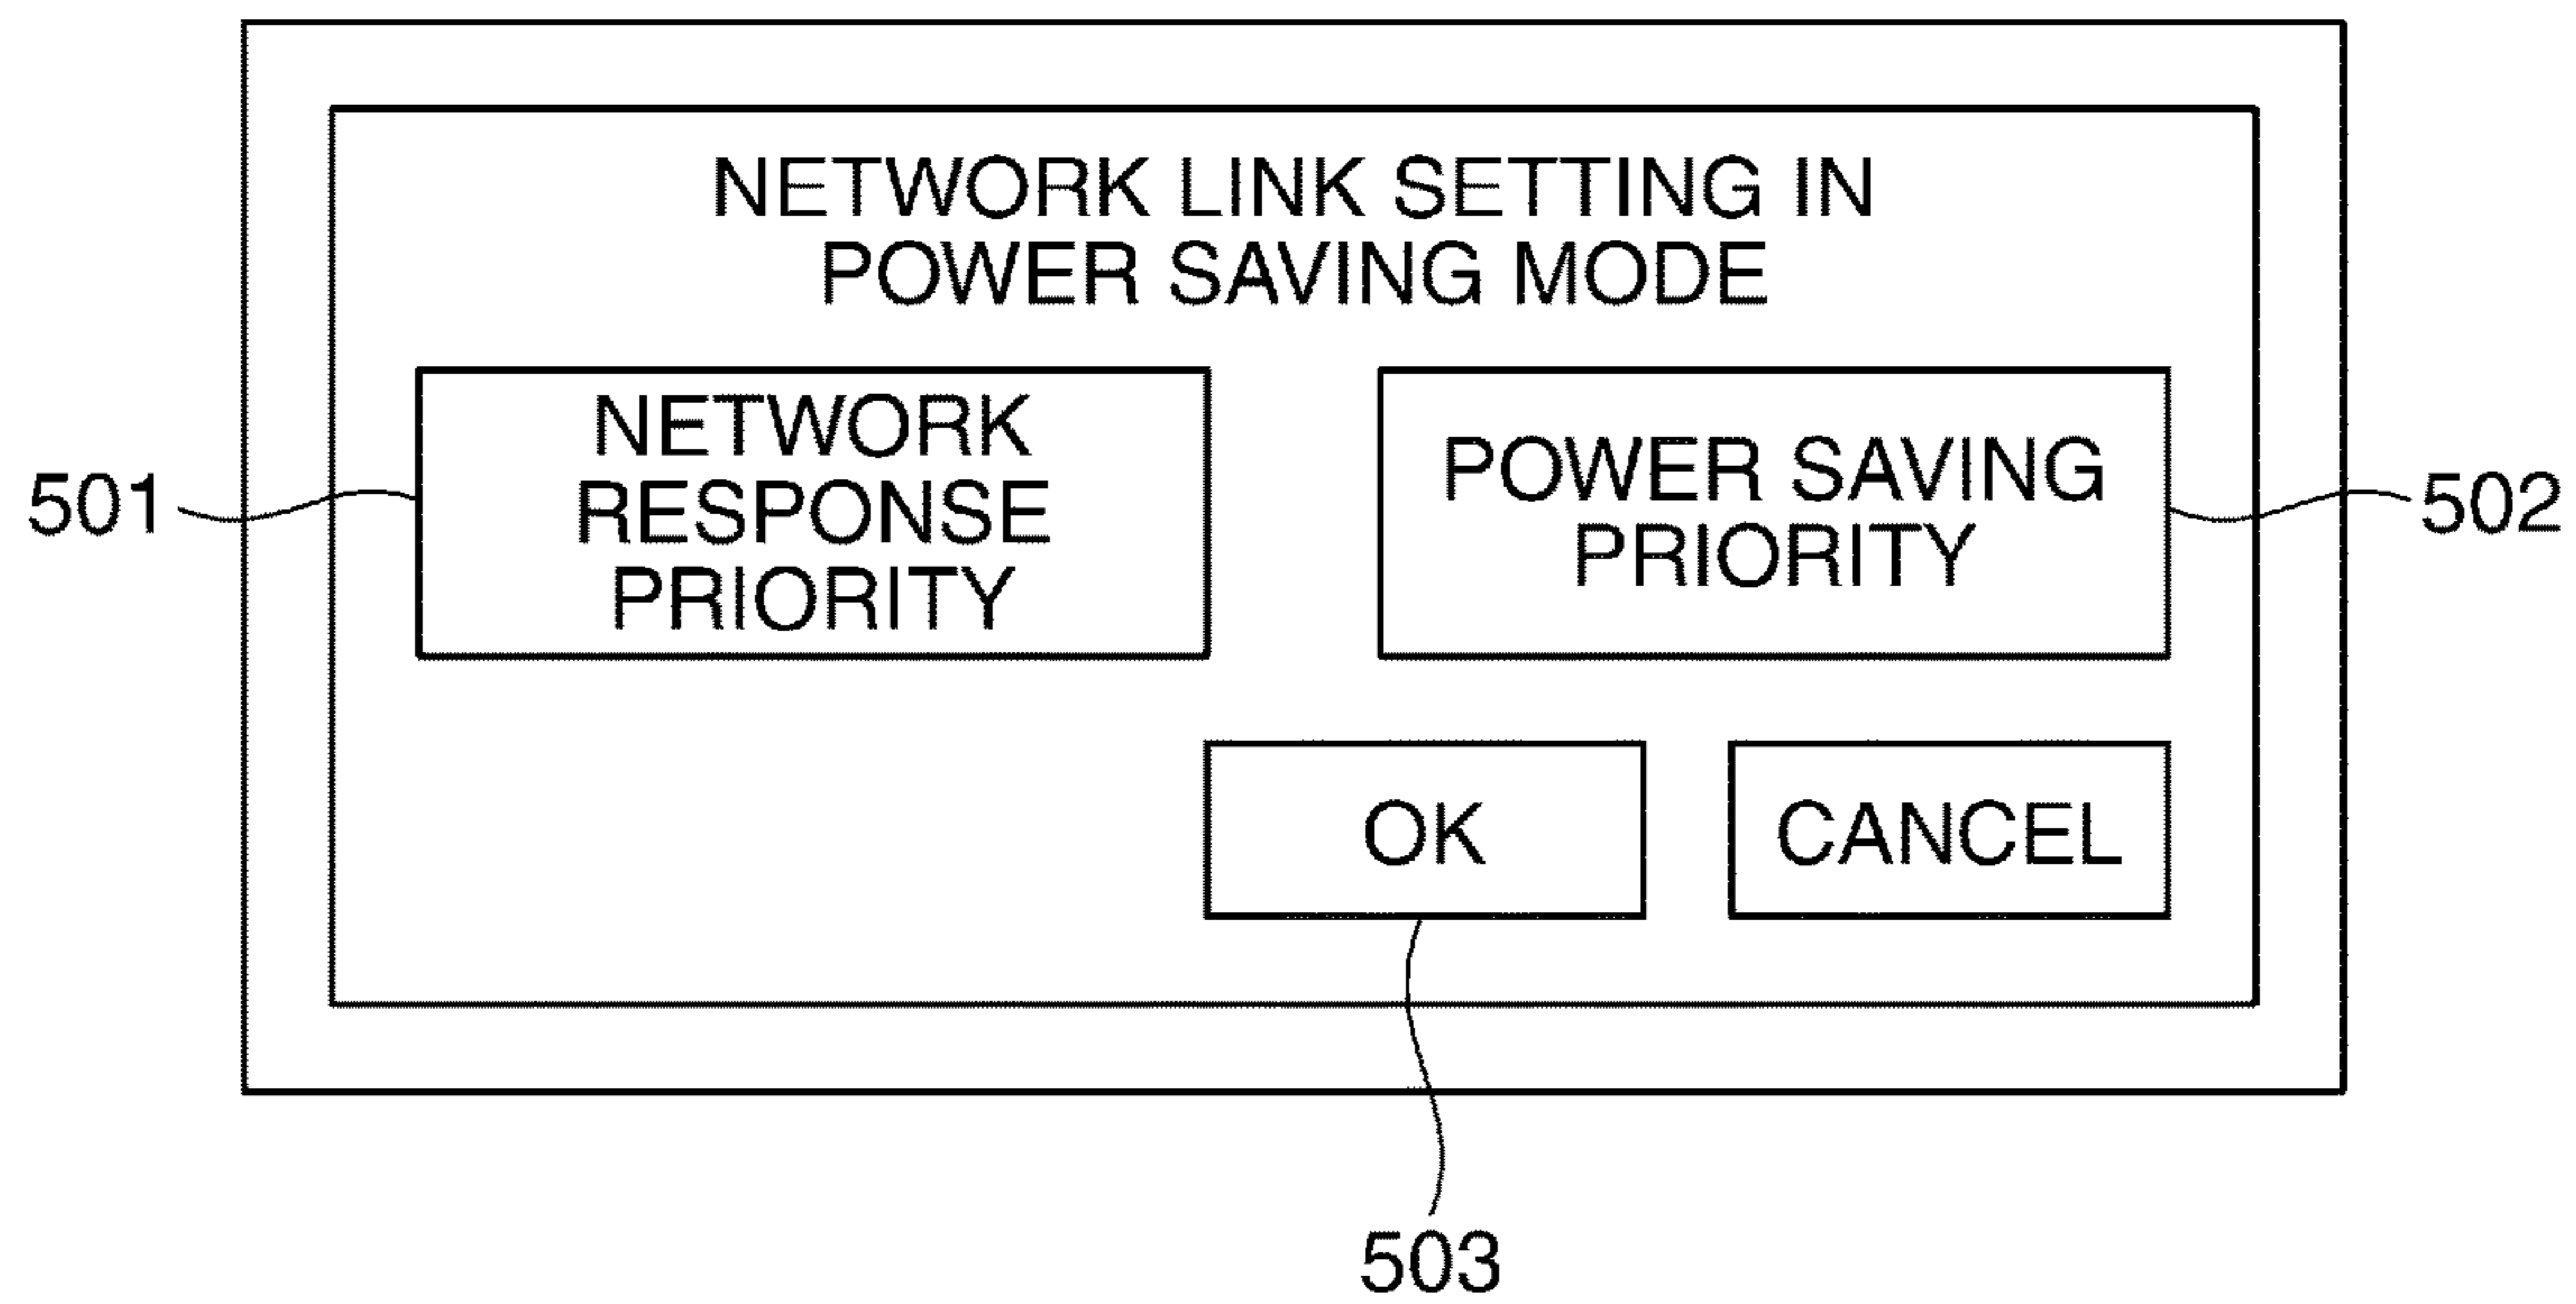 NETWORK LINK SETTING IN
POWER SAVING MODE
NETWORK
RESPONSE
PRIORITY
POWER SAVING
PRIORITY
501
502
OK
CANCEL
503